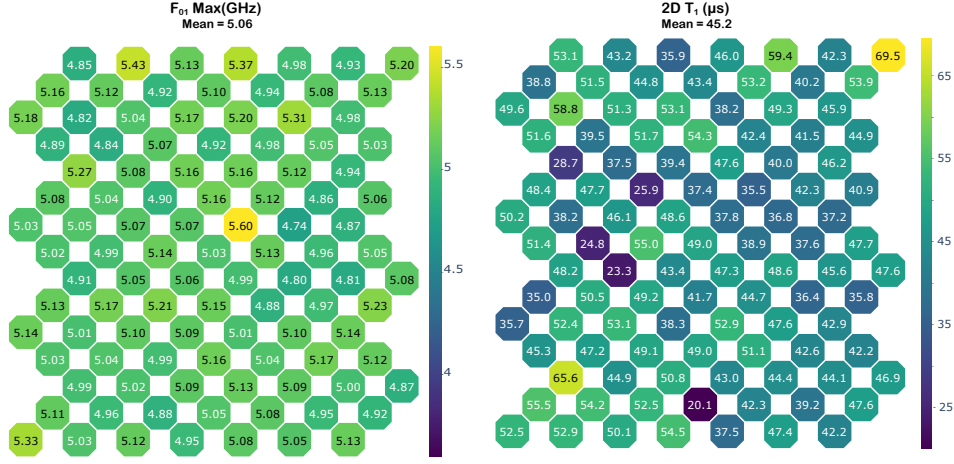 F₀₁ Max(GHz)
Mean = 5.06
4.85 5.43 5.13 5.37 4.98 4.93 5.20
5.16 5.12 4.92 5.10 4.94 5.08 5.13
5.18 4.82 5.04 5.17 5.20 5.31 4.98
4.89 4.84 5.07 4.92 4.98 5.05 5.03
5.27 5.08 5.16 5.16 5.12 4.94
5.08 5.04 4.90 5.16 5.12 4.86 5.06
5.03 5.05 5.07 5.07 5.60 4.74 4.87
5.02 4.99 5.14 5.03 5.13 4.96 5.05
4.91 5.05 5.06 4.99 4.80 4.81 5.08
5.13 5.17 5.21 5.15 4.88 4.97 5.23
5.14 5.01 5.10 5.09 5.01 5.10 5.14
5.03 5.04 4.99 5.16 5.04 5.17 5.12
4.99 5.02 5.09 5.13 5.09 5.00 4.87
5.11 4.96 4.88 5.05 5.08 4.95 4.92
5.33 5.03 5.12 4.95 5.08 5.05 5.13
5.5
5
4.5
4
2D T₁ (µs)
Mean = 45.2
53.1 43.2 35.9 46.0 59.4 42.3 69.5
38.8 51.5 44.8 43.4 53.2 40.2 53.9
49.6 58.8 51.3 53.1 38.2 49.3 45.9
51.6 39.5 51.7 54.3 42.4 41.5 44.9
28.7 37.5 39.4 47.6 40.0 46.2
48.4 47.7 25.9 37.4 35.5 42.3 40.9
50.2 38.2 46.1 48.6 37.8 36.8 37.2
51.4 24.8 55.0 49.0 38.9 37.6 47.7
48.2 23.3 43.4 47.3 48.6 45.6 47.6
35.0 50.5 49.2 41.7 44.7 36.4 35.8
35.7 52.4 53.1 38.3 52.9 47.6 42.9
45.3 47.2 49.1 49.0 51.1 42.6 42.2
65.6 44.9 50.8 43.0 44.4 44.1 46.9
55.5 54.2 52.5 20.1 42.3 39.2 47.6
52.5 52.9 50.1 54.5 37.5 47.4 42.2
65
55
45
35
25